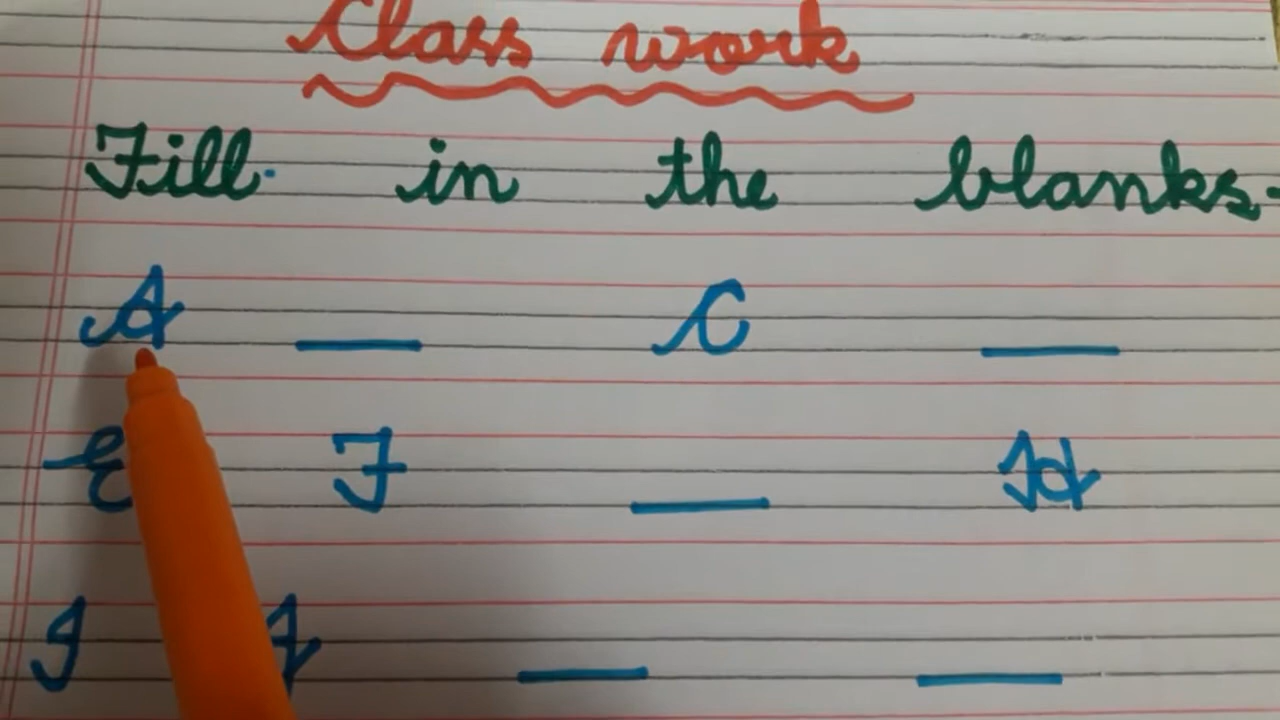 Class work
Fill in the blanks.
A ___ C ___
E F ___ H
I J ___ ___